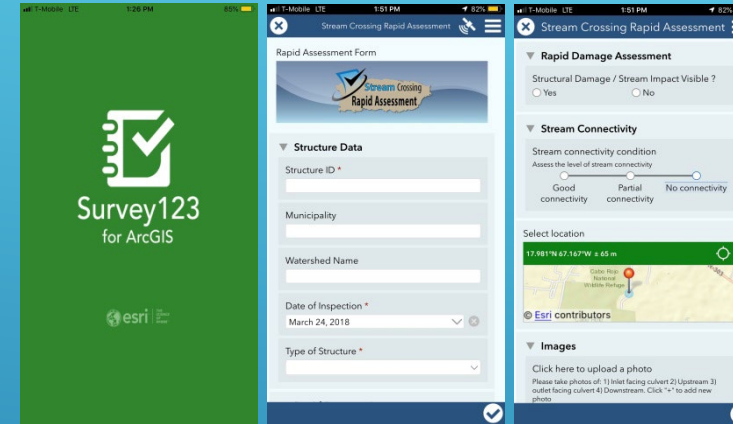 T-Mobile LTE 1:26 PM 65%
Survey123
for ArcGIS
esri
T-Mobile LTE 1:51 PM 82%
Stream Crossing Rapid Assessment
Rapid Assessment Form
Stream Crossing
Rapid Assessment
Structure Data
Structure ID *
Municipality
Watershed Name
Date of Inspection *
March 24, 2018
Type of Structure *
T-Mobile LTE 1:51 PM 82%
Stream Crossing Rapid Assessment
Rapid Damage Assessment
Structural Damage / Stream Impact Visible ?
Yes No
Stream Connectivity
Stream connectivity condition
Assess the level of stream connectivity
Good connectivity
Partial connectivity
No connectivity
Select location
17.981°N 67.167°W ± 65 m
Cabo Rojo
National
Wildlife Refuge
© Esri contributors
Images
Click here to upload a photo
Please take photos of: 1) Inlet facing culvert 2) Upstream 3)
outlet facing culvert 4) Downstream. Click "+" to add new
photo